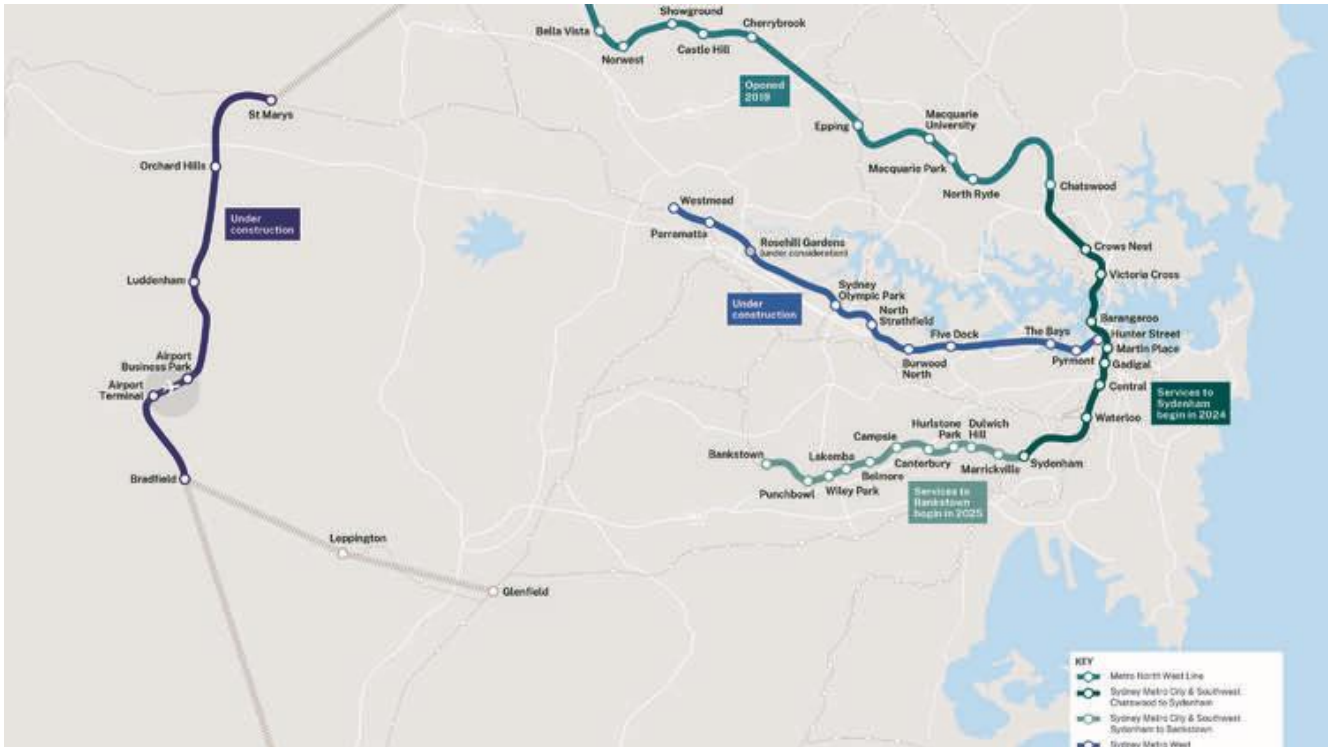 Showground
Cherrybrook
Bella Vista
Castle Hill
Norwest
Opened
2019
St Marys
Macquarie
University
Epping
Orchard Hills
Macquarie Park
North Ryde
Chatswood
Westmead
Under
construction
Parramatta
Rosehill Gardens
(under consideration)
Crows Nest
Victoria Cross
Luddenham
Sydney
Olympic Park
Under
construction
North
Strathfield
Barangaroo
Hunter Street
Five Dock
The Bays
Martin Place
Airport
Business Park
Burwood
North
Pyrmont
Gadigal
Airport
Terminal
Central
Services to
Sydenham
begin in 2024
Waterloo
Hurlstone
Park
Dulwich
Hill
Campsie
Bankstown
Lakemba
Canterbury
Marrickville
Sydenham
Belmore
Bradfield
Punchbowl
Wiley Park
Services to
Bankstown
begin in 2025
Leppington
Glenfield
KEY
Metro North West Line
Sydney Metro City & Southwest
Chatswood to Sydenham
Sydney Metro City & Southwest
Sydenham to Bankstown
Sydney Metro West